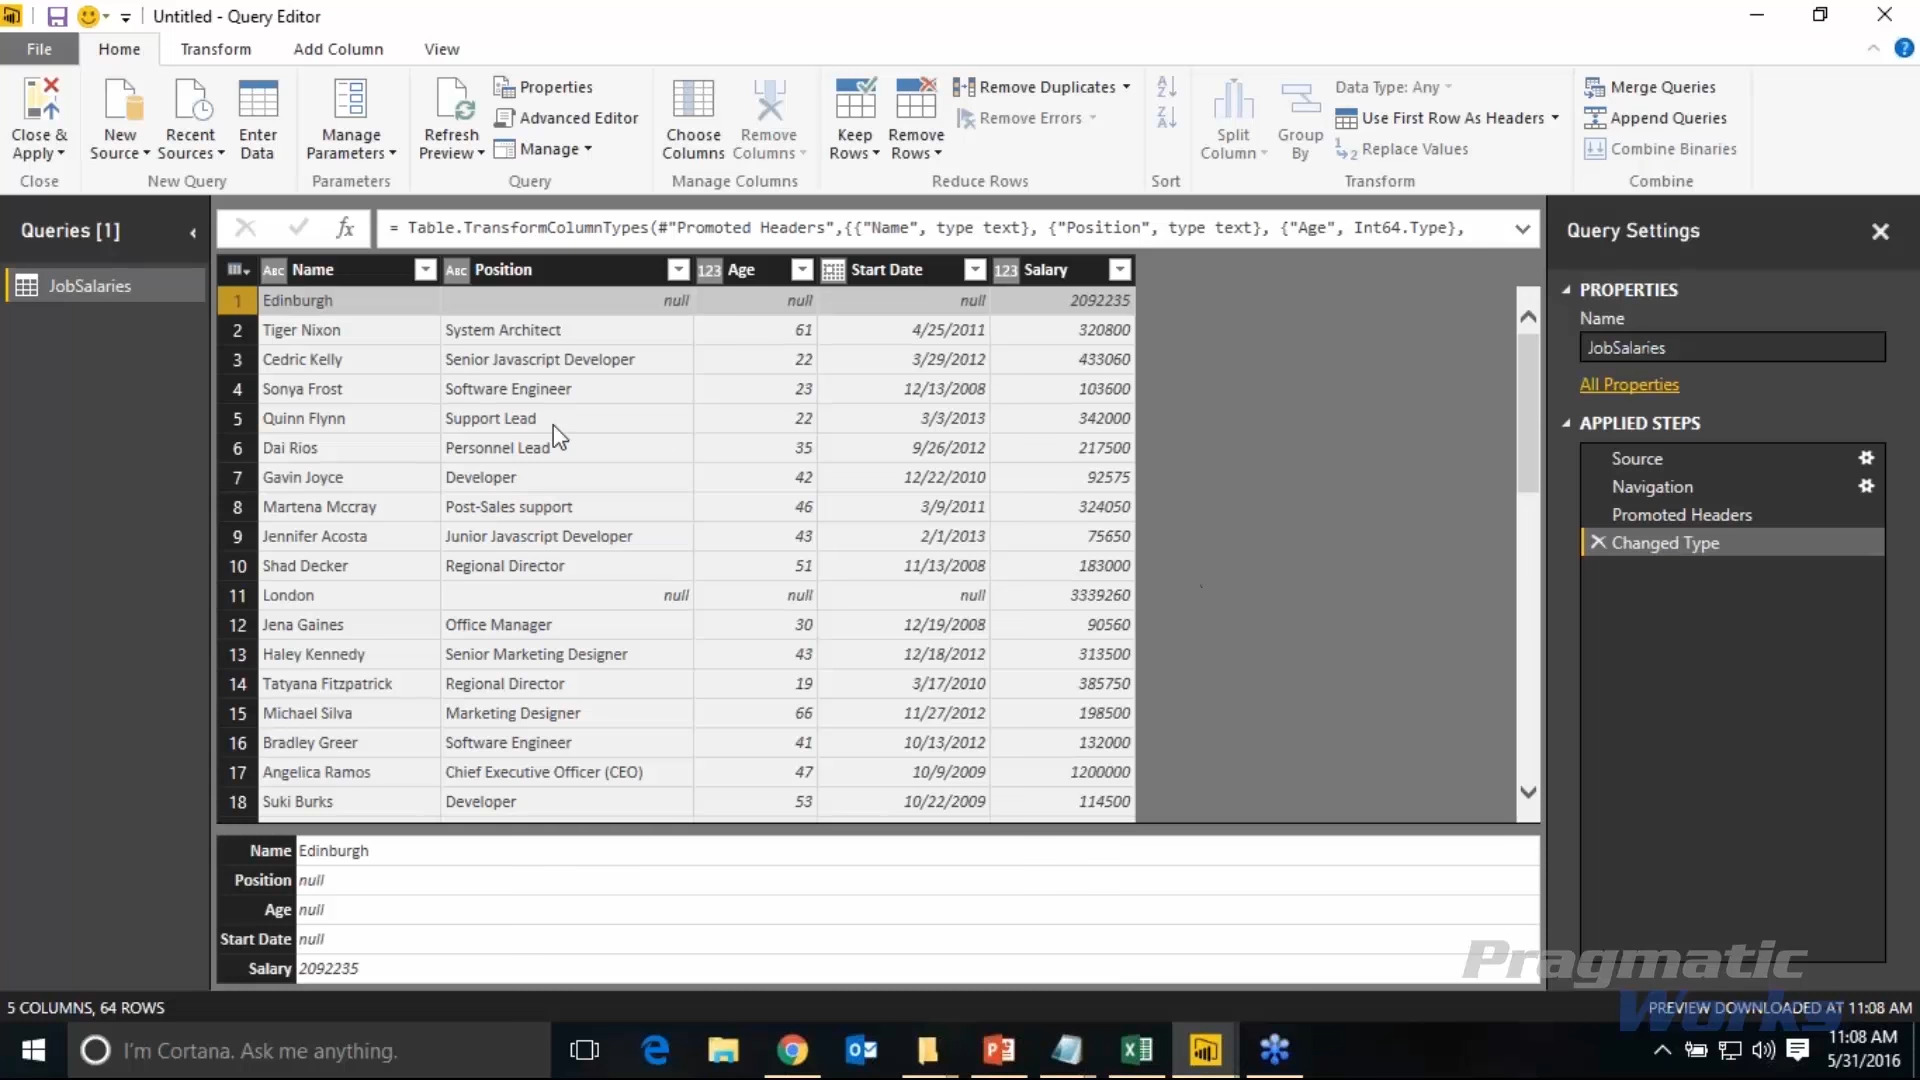 Untitled - Query Editor
File Home Transform Add Column View
Close & Apply
New Source
Recent Sources
Enter Data
Manage Parameters
Refresh Preview
Properties
Advanced Editor
Manage
Choose Columns
Remove Columns
Keep Rows
Remove Rows
Remove Duplicates
Remove Errors
Split Column
Group By
Data Type: Any
Use First Row As Headers
Replace Values
Merge Queries
Append Queries
Combine Binaries
Close New Query Parameters Query Manage Columns Reduce Rows Sort Transform Combine
Queries [1]
JobSalaries
fx = Table.TransformColumnTypes(#"Promoted Headers",{{"Name", type text}, {"Position", type text}, {"Age", Int64.Type},
ABC Name ABC Position 123 Age Start Date 123 Salary
1 Edinburgh null null null 2092235
2 Tiger Nixon System Architect 61 4/25/2011 320800
3 Cedric Kelly Senior Javascript Developer 22 3/29/2012 433060
4 Sonya Frost Software Engineer 23 12/13/2008 103600
5 Quinn Flynn Support Lead 22 3/3/2013 342000
6 Dai Rios Personnel Lead 35 9/26/2012 217500
7 Gavin Joyce Developer 42 12/22/2010 92575
8 Martena Mccray Post-Sales support 46 3/9/2011 324050
9 Jennifer Acosta Junior Javascript Developer 43 2/1/2013 75650
10 Shad Decker Regional Director 51 11/13/2008 183000
11 London null null null 3339260
12 Jena Gaines Office Manager 30 12/19/2008 90560
13 Haley Kennedy Senior Marketing Designer 43 12/18/2012 313500
14 Tatyana Fitzpatrick Regional Director 19 3/17/2010 385750
15 Michael Silva Marketing Designer 66 11/27/2012 198500
16 Bradley Greer Software Engineer 41 10/13/2012 132000
17 Angelica Ramos Chief Executive Officer (CEO) 47 10/9/2009 1200000
18 Suki Burks Developer 53 10/22/2009 114500
Name Edinburgh
Position null
Age null
Start Date null
Salary 2092235
Query Settings
PROPERTIES
Name
JobSalaries
All Properties
APPLIED STEPS
Source
Navigation
Promoted Headers
Changed Type
Pragmatic
Works
5 COLUMNS, 64 ROWS
PREVIEW DOWNLOADED AT 11:08 AM
I'm Cortana. Ask me anything.
11:08 AM
5/31/2016